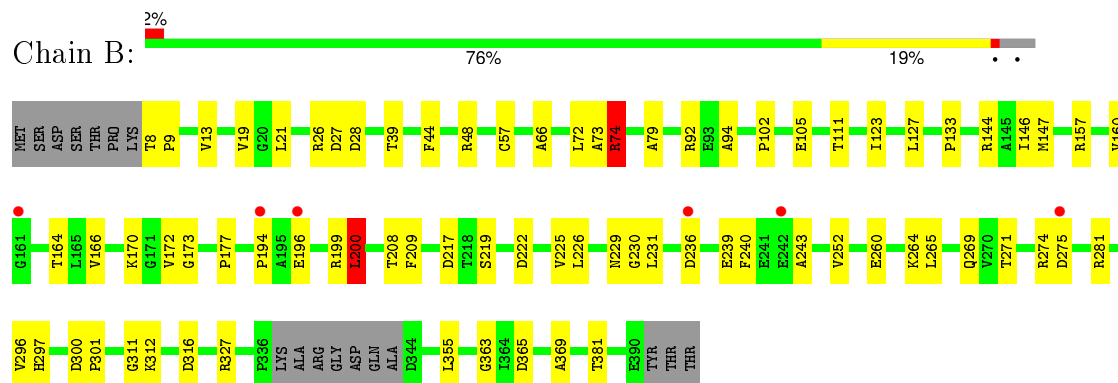 2%
Chain B:
76% 19% • •
MET SER ASP SER THR PRO LYS T8 P9 V13 V19 G20 L21 R26 D27 D28 T39 F44 R48 C57 A66 L72 A73 R74 A79 R92 E93 A94 P102 E105 T111 I123 L127 P133 R144 A145 I146 M147 R157 V160
G161 T164 L165 V166 K170 G171 V172 G173 P177 P194 A195 E196 R199 L200 T208 F209 D217 T218 S219 D222 V225 L226 N229 G230 L231 D236 E239 F240 E241 E242 A243 V252 E260 K264 L265 Q269 V270 T271 R274 D275 R281
V296 H297 D300 P301 G311 K312 D316 R327 P336 LYS ALA ARG GLY ASP GLN ALA D344 L355 G363 I364 D365 A369 T381 E390 TYR THR THR